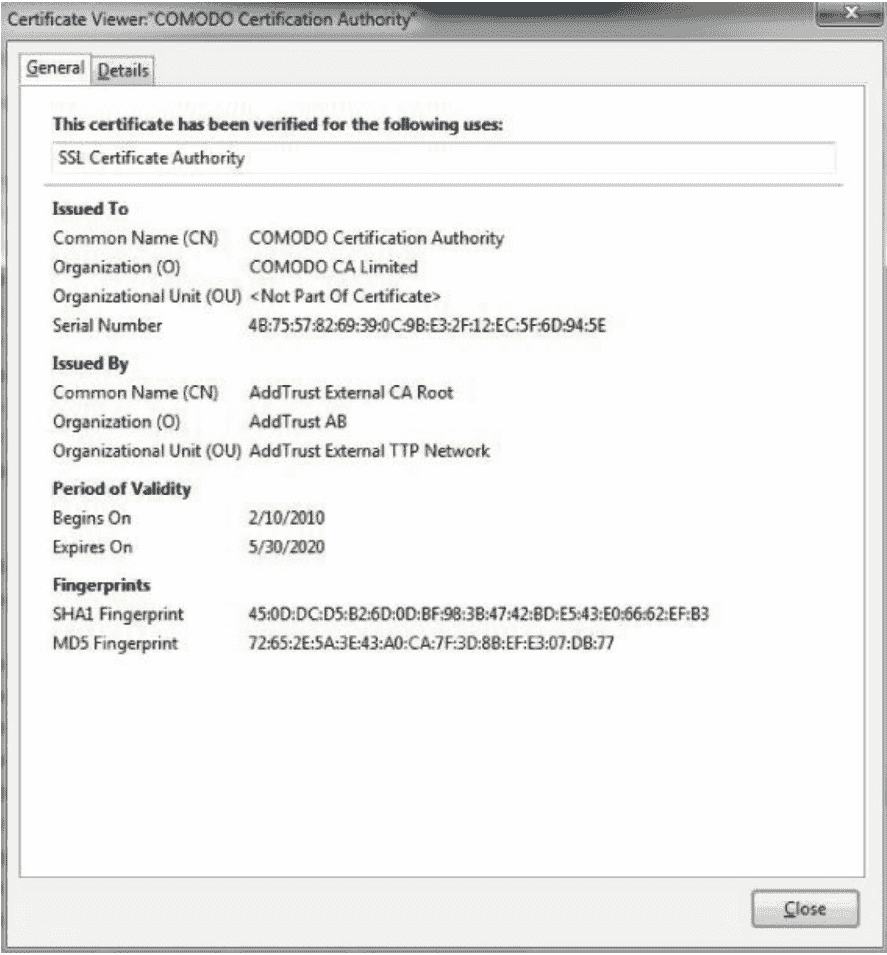 Certificate Viewer:"COMODO Certification Authority"
General Details
This certificate has been verified for the following uses:
SSL Certificate Authority
Issued To
Common Name (CN) COMODO Certification Authority
Organization (O) COMODO CA Limited
Organizational Unit (OU) <Not Part Of Certificate>
Serial Number 4B:75:57:82:69:39:0C:9B:E3:2F:12:EC:5F:6D:94:5E
Issued By
Common Name (CN) AddTrust External CA Root
Organization (O) AddTrust AB
Organizational Unit (OU) AddTrust External TTP Network
Period of Validity
Begins On 2/10/2010
Expires On 5/30/2020
Fingerprints
SHA1 Fingerprint 45:0D:DC:D5:B2:6D:0D:BF:98:3B:47:42:BD:E5:43:E0:66:62:EF:B3
MD5 Fingerprint 72:65:2E:5A:3E:43:A0:CA:7F:3D:8B:EF:E3:07:DB:77
Close